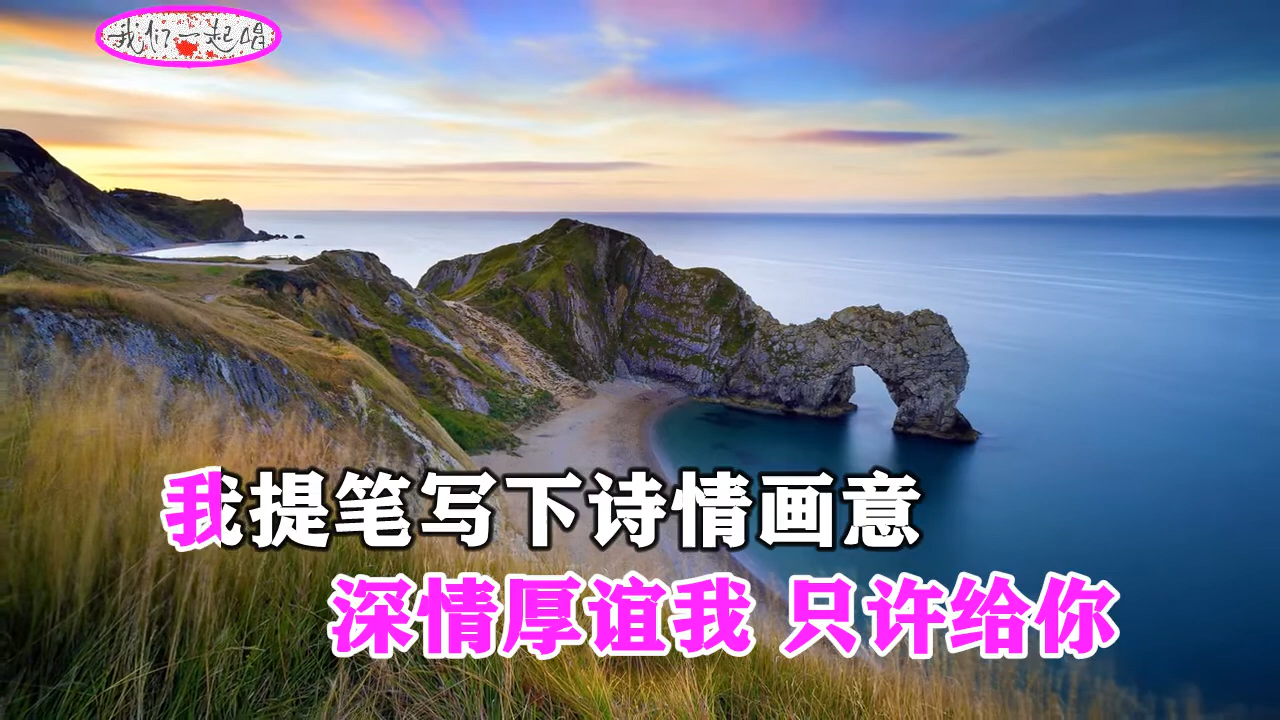 我们一起唱
我提笔写下诗情画意
深情厚谊我 只许给你